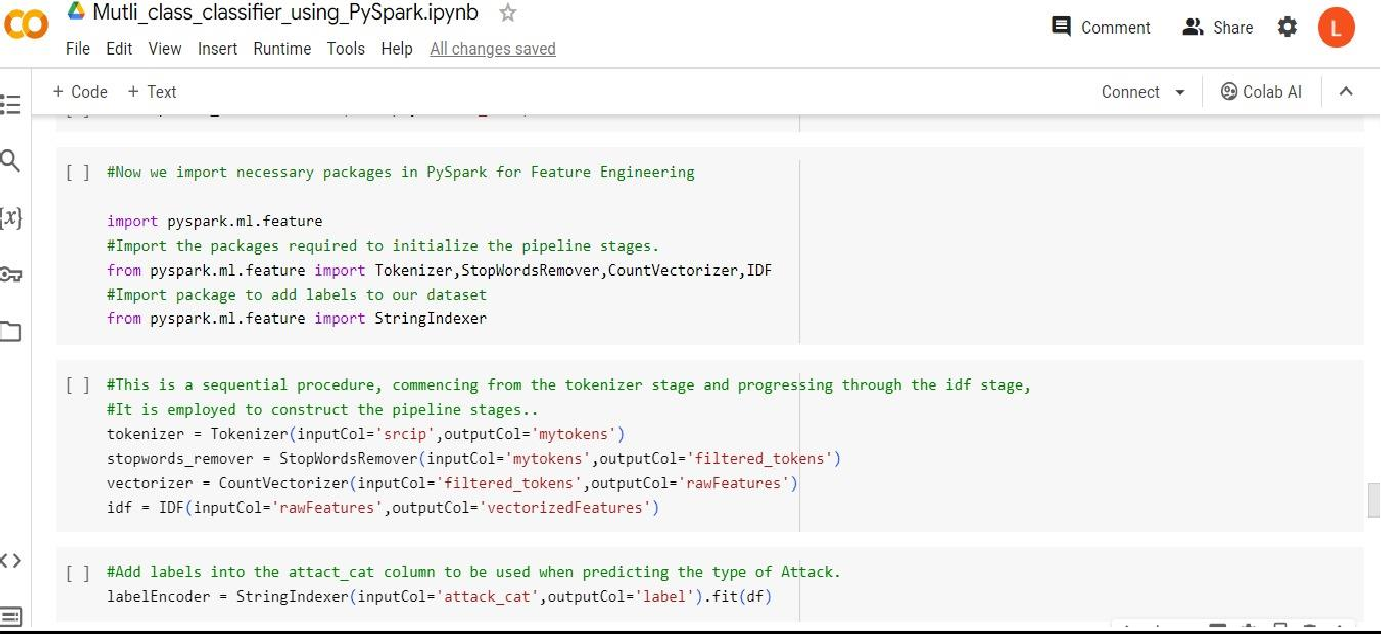 Mutli_class_classifier_using_PySpark.ipynb
File Edit View Insert Runtime Tools Help All changes saved
Comment Share L
+ Code + Text Connect Colab AI
[ ] #Now we import necessary packages in PySpark for Feature Engineering
import pyspark.ml.feature
#Import the packages required to initialize the pipeline stages.
from pyspark.ml.feature import Tokenizer,StopWordsRemover,CountVectorizer,IDF
#Import package to add labels to our dataset
from pyspark.ml.feature import StringIndexer
[ ] #This is a sequential procedure, commencing from the tokenizer stage and progressing through the idf stage,
#It is employed to construct the pipeline stages..
tokenizer = Tokenizer(inputCol='srcip',outputCol='mytokens')
stopwords_remover = StopWordsRemover(inputCol='mytokens',outputCol='filtered_tokens')
vectorizer = CountVectorizer(inputCol='filtered_tokens',outputCol='rawFeatures')
idf = IDF(inputCol='rawFeatures',outputCol='vectorizedFeatures')
[ ] #Add labels into the attact_cat column to be used when predicting the type of Attack.
labelEncoder = StringIndexer(inputCol='attack_cat',outputCol='label').fit(df)